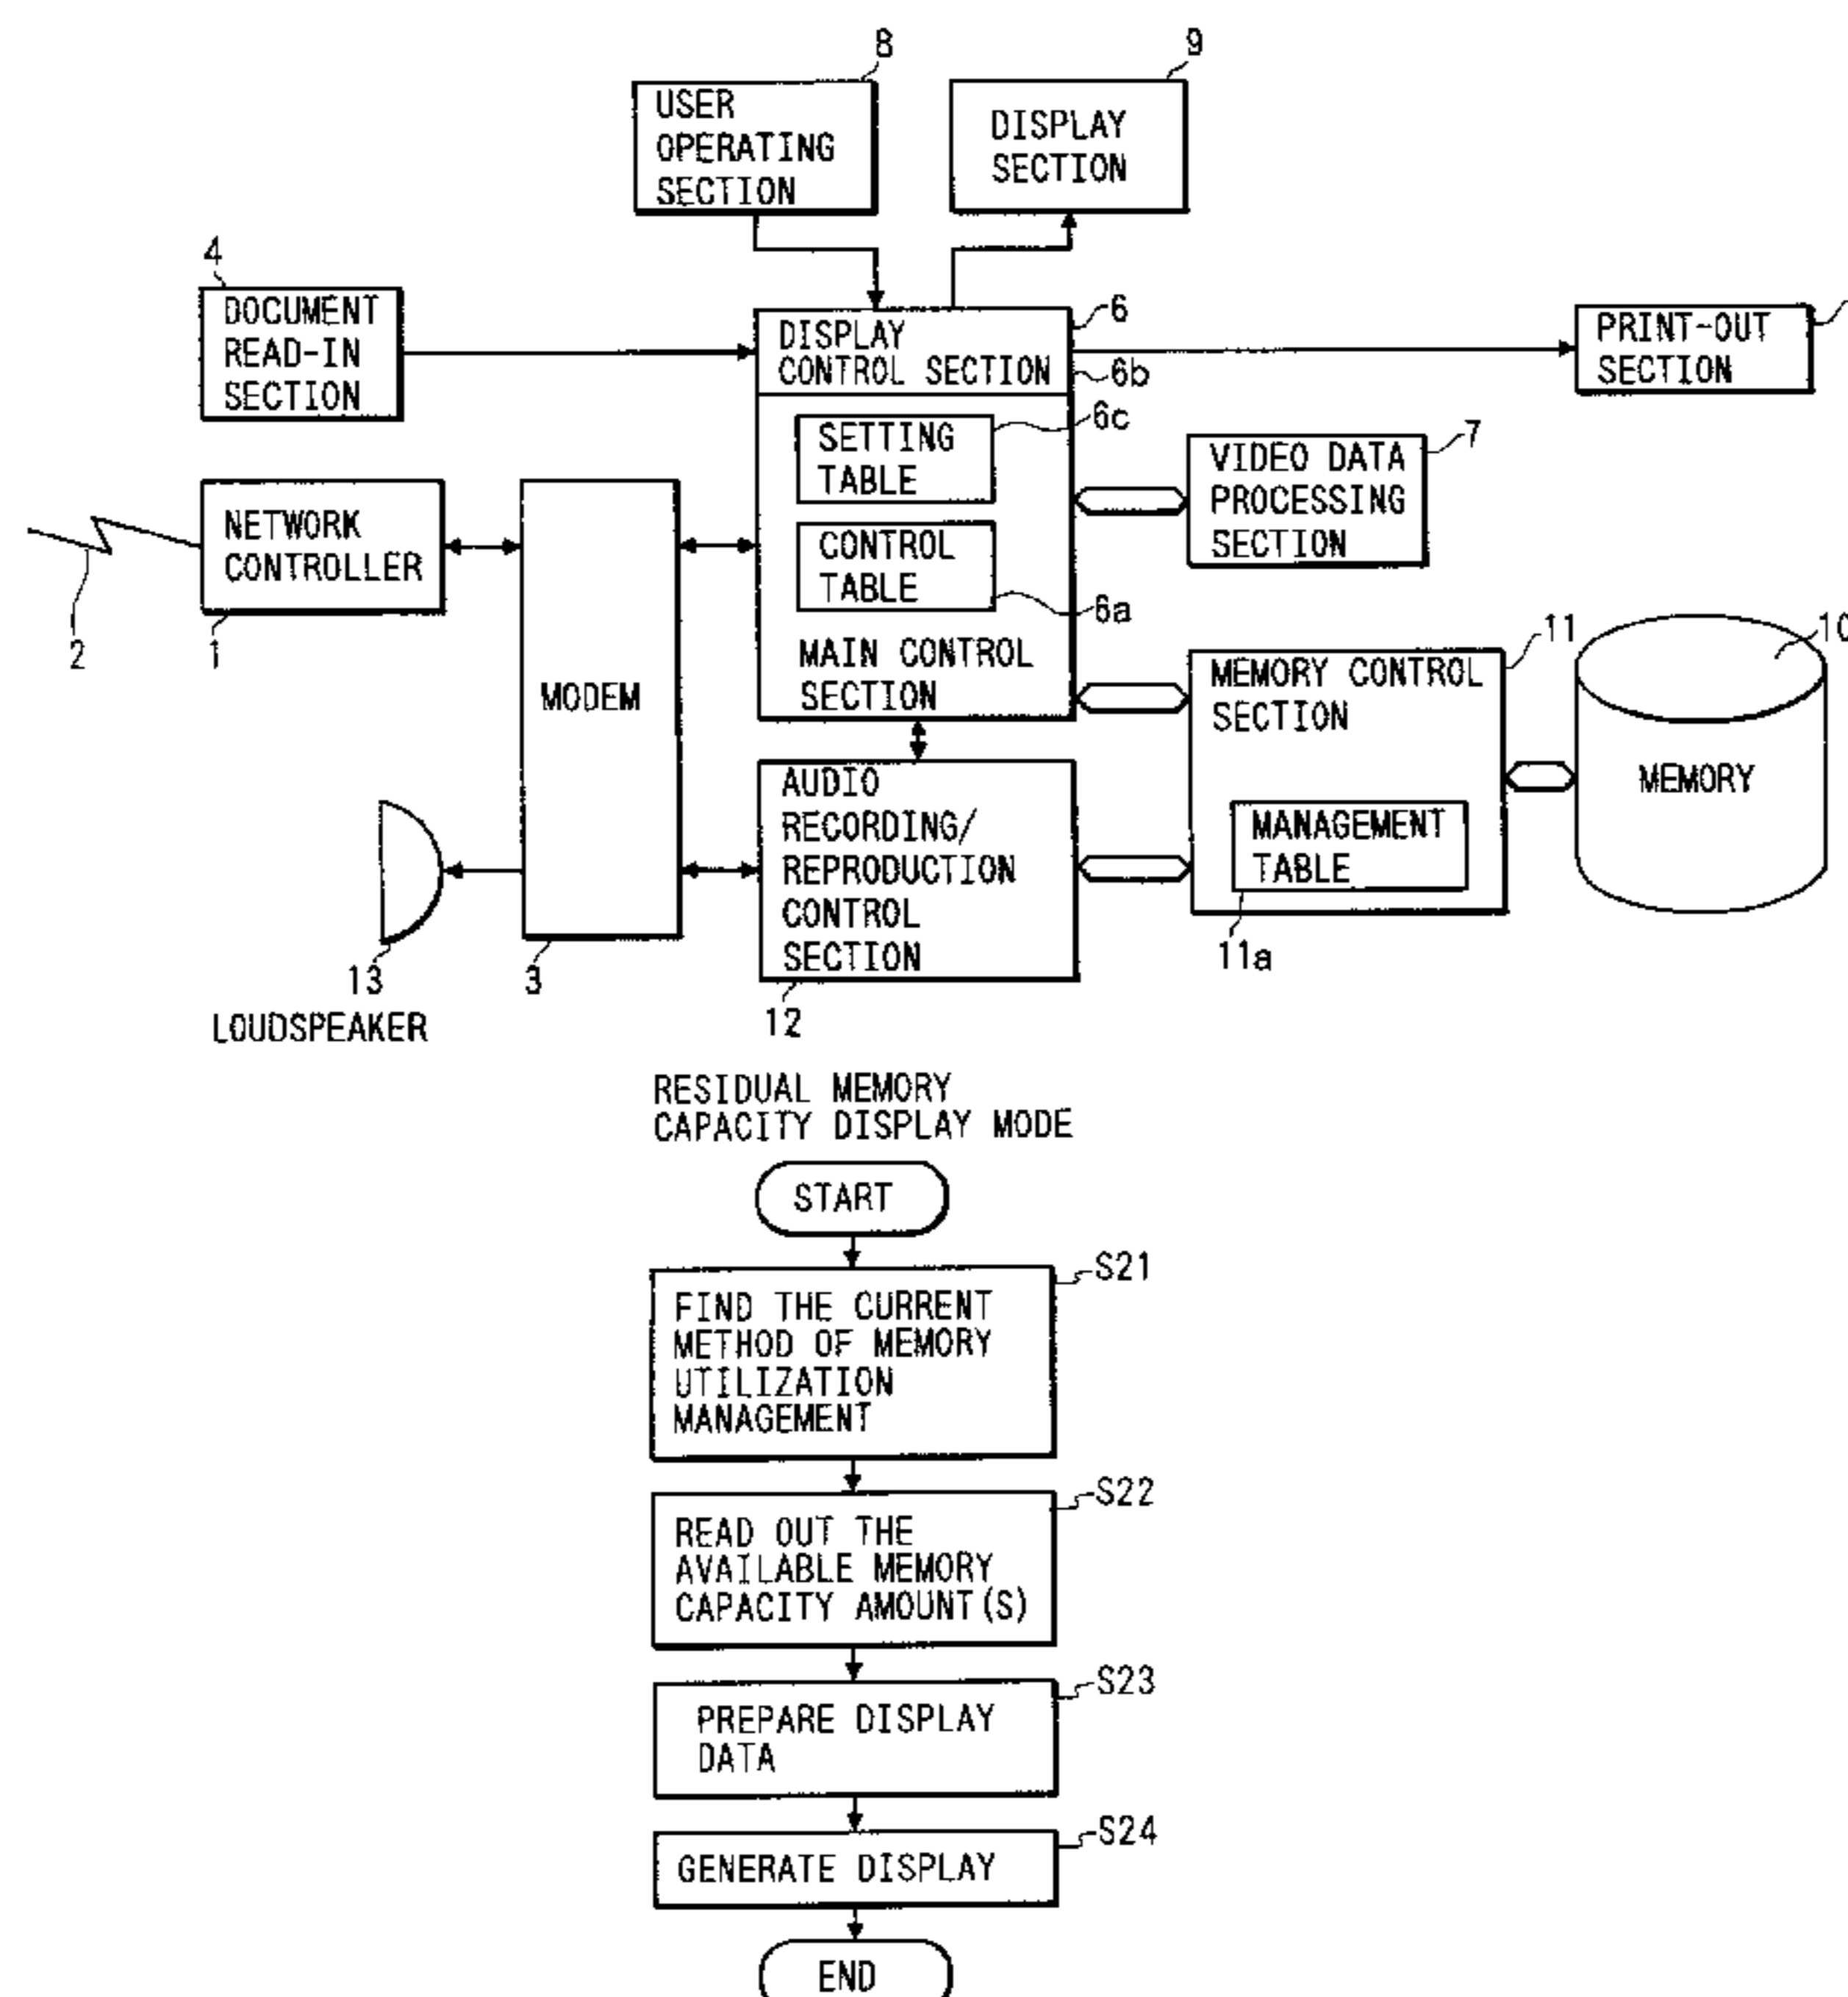 8
9
USER
OPERATING
SECTION
DISPLAY
SECTION
4
DOCUMENT
READ-IN
SECTION
DISPLAY
CONTROL SECTION
6
6b
PRINT-OUT
SECTION
SETTING
TABLE
6c
VIDEO DATA
PROCESSING
SECTION
7
NETWORK
CONTROLLER
1
2
CONTROL
TABLE
6a
MAIN CONTROL
SECTION
MODEM
3
MEMORY CONTROL
SECTION
11
MANAGEMENT
TABLE
11a
10
MEMORY
AUDIO
RECORDING/
REPRODUCTION
CONTROL
SECTION
12
13
LOUDSPEAKER
RESIDUAL MEMORY
CAPACITY DISPLAY MODE
START
FIND THE CURRENT
METHOD OF MEMORY
UTILIZATION
MANAGEMENT
S21
READ OUT THE
AVAILABLE MEMORY
CAPACITY AMOUNT(S)
S22
PREPARE DISPLAY
DATA
S23
GENERATE DISPLAY
S24
END